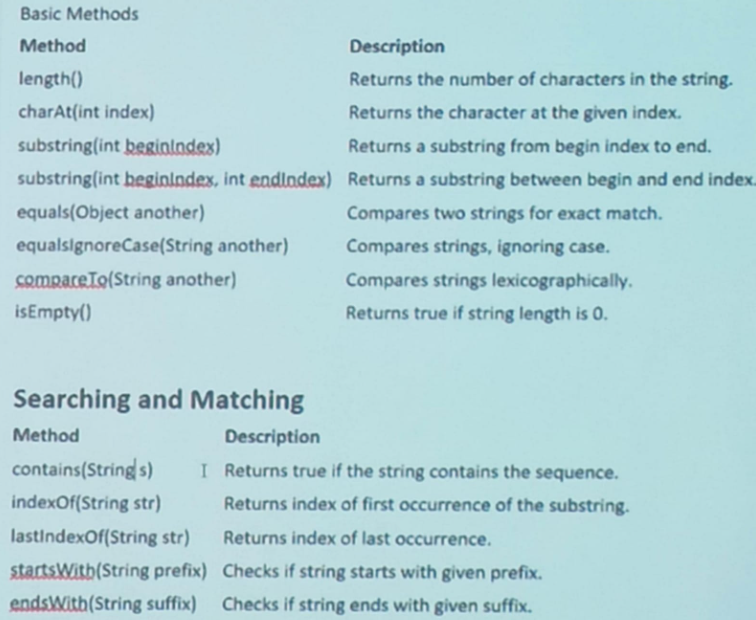 Basic Methods
Method Description
length() Returns the number of characters in the string.
charAt(int index) Returns the character at the given index.
substring(int beginIndex) Returns a substring from begin index to end.
substring(int beginIndex, int endIndex) Returns a substring between begin and end index.
equals(Object another) Compares two strings for exact match.
equalsIgnoreCase(String another) Compares strings, ignoring case.
compareTo(String another) Compares strings lexicographically.
isEmpty() Returns true if string length is 0.
Searching and Matching
Method Description
contains(String s) Returns true if the string contains the sequence.
indexOf(String str) Returns index of first occurrence of the substring.
lastIndexOf(String str) Returns index of last occurrence.
startsWith(String prefix) Checks if string starts with given prefix.
endsWith(String suffix) Checks if string ends with given suffix.